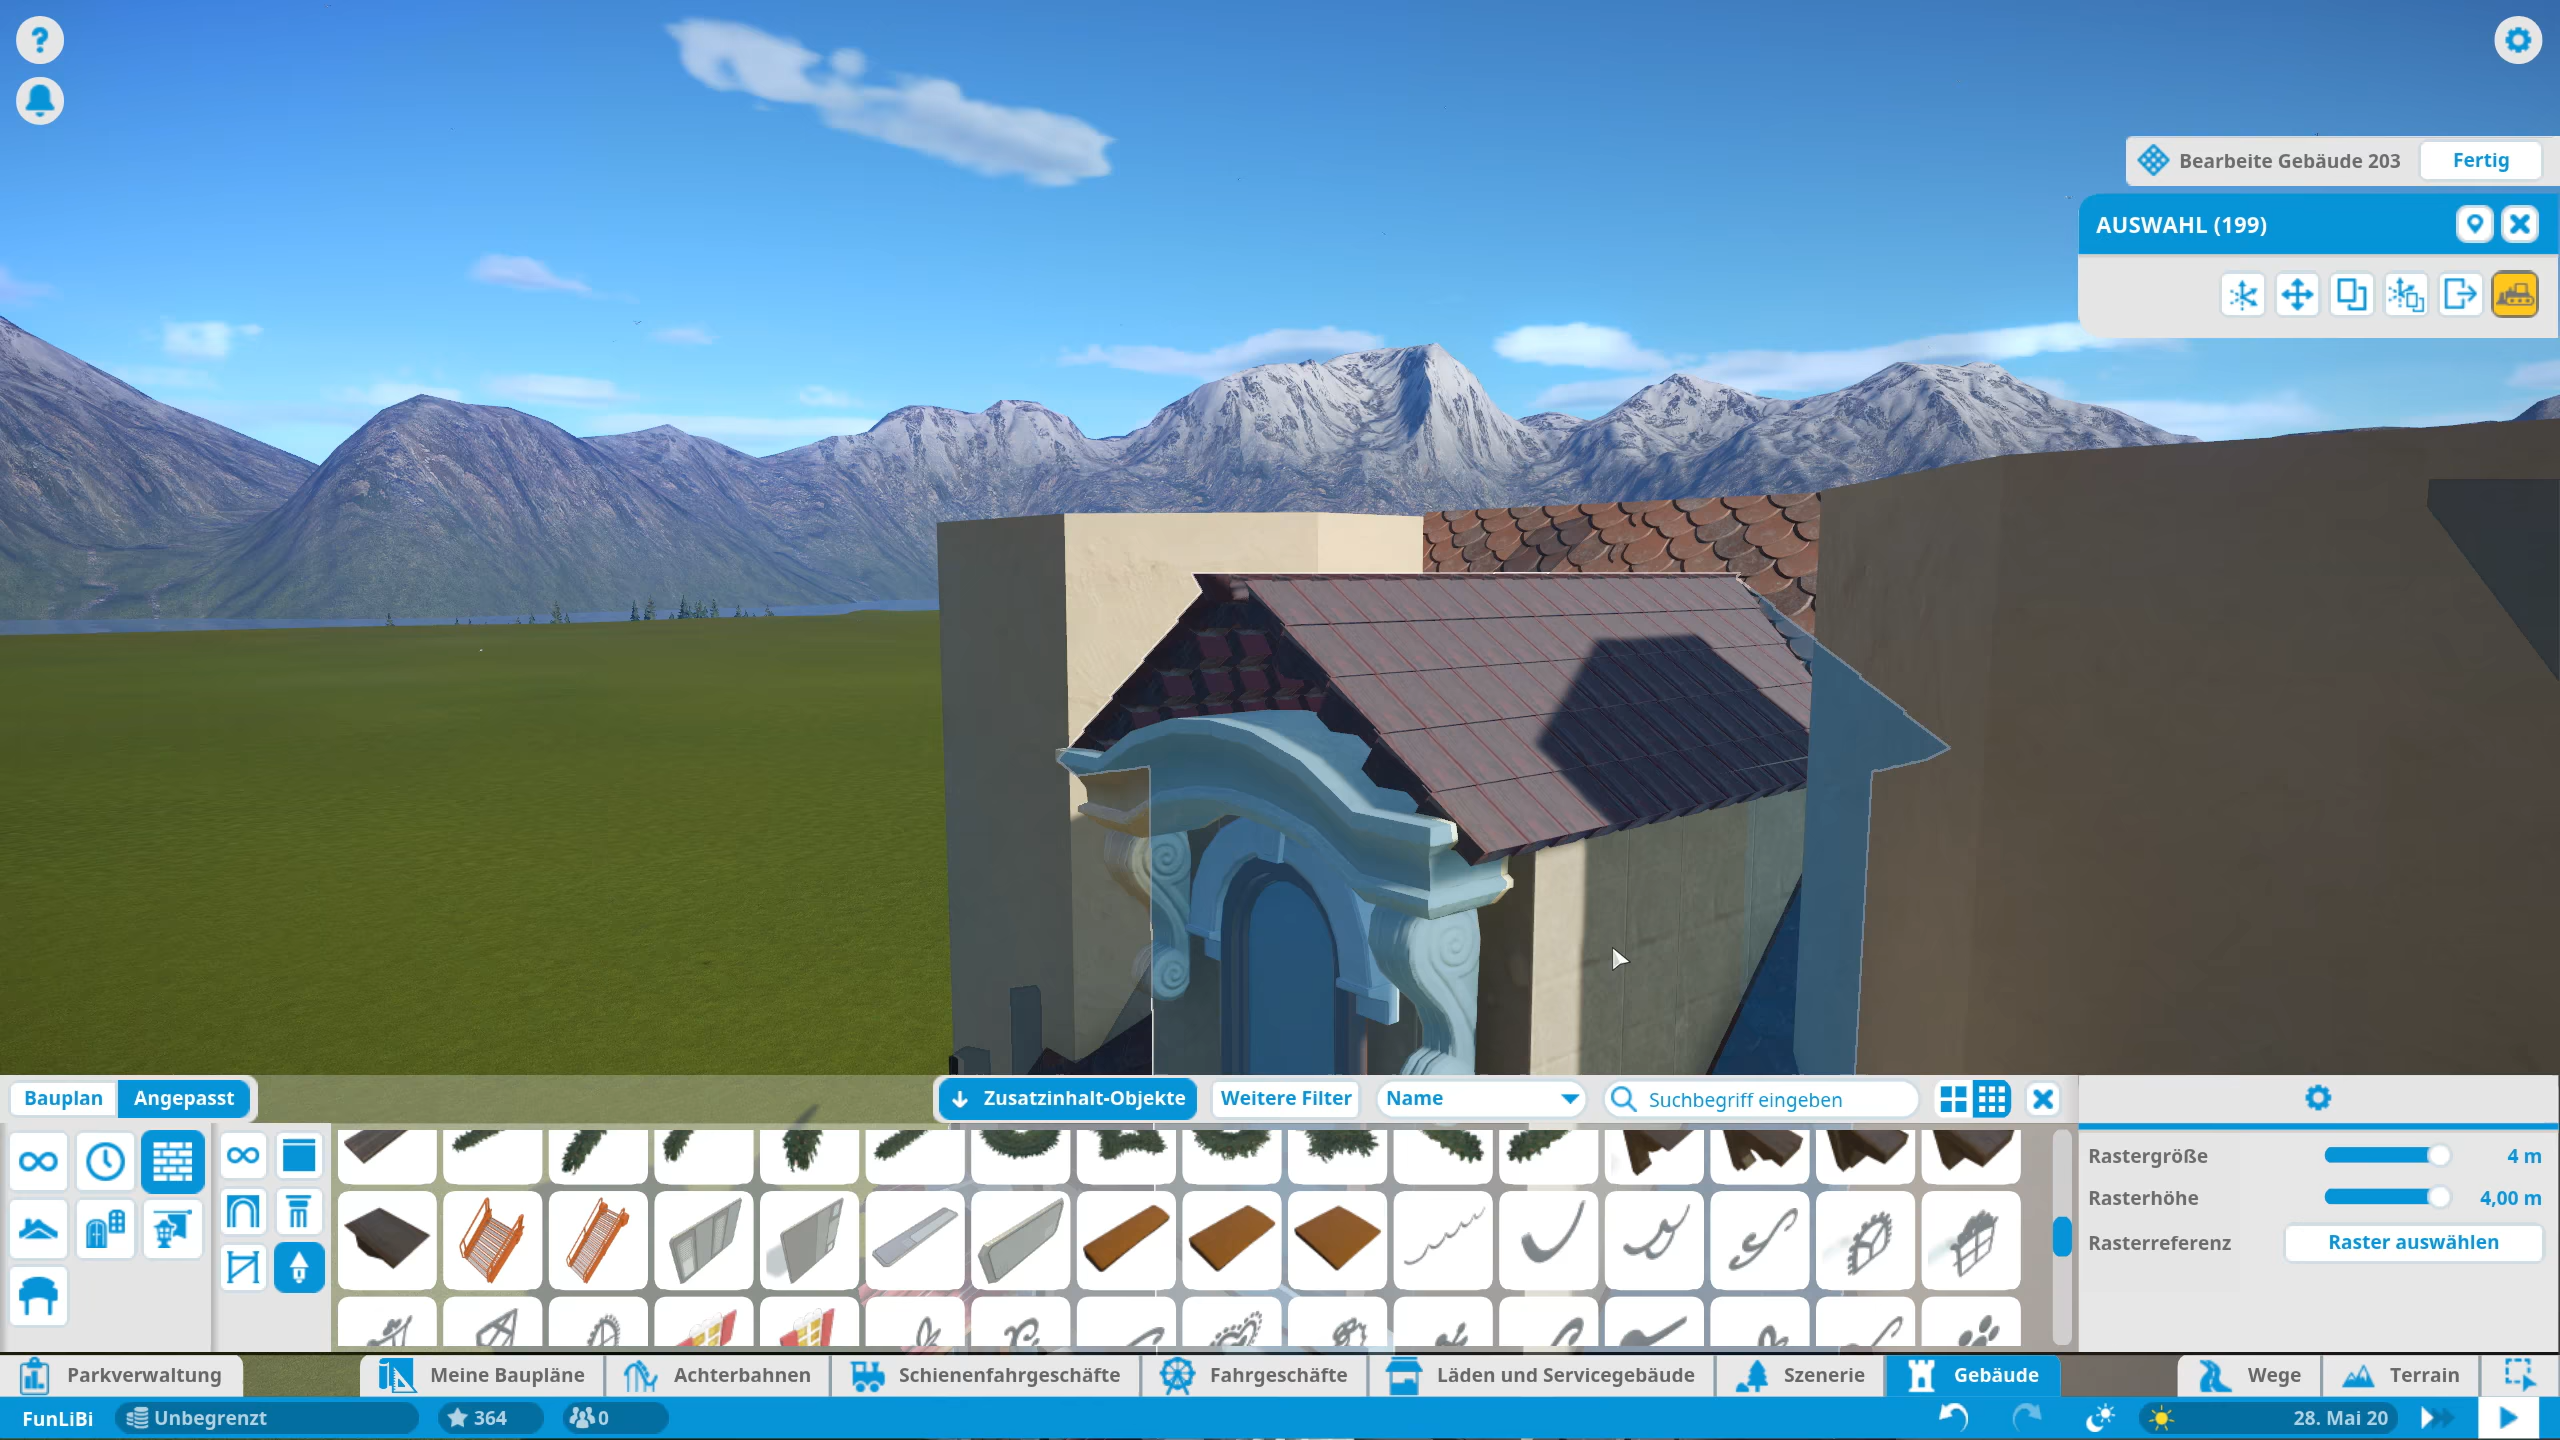 ?
Bearbeite Gebäude 203
Fertig
AUSWAHL (199)
Bauplan
Angepasst
Zusatzinhalt-Objekte
Weitere Filter
Name
Suchbegriff eingeben
Rastergröße
4 m
Rasterhöhe
4,00 m
Rasterreferenz
Raster auswählen
Parkverwaltung
Meine Baupläne
Achterbahnen
Schienenfahrgeschäfte
Fahrgeschäfte
Läden und Servicegebäude
Szenerie
Gebäude
Wege
Terrain
FunLiBi
Unbegrenzt
364
0
28. Mai 20